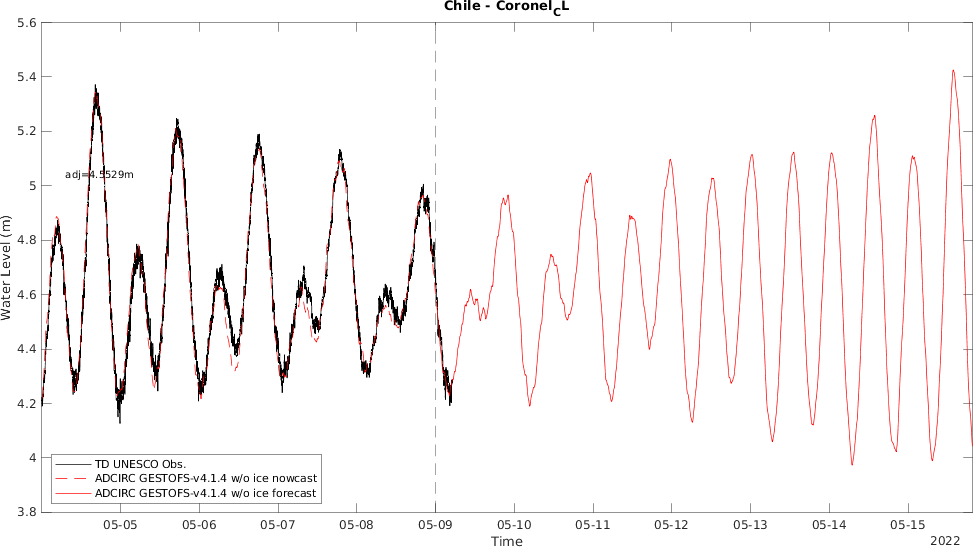 Chile - Coronel_CL
5.6
5.4
5.2
5
4.8
4.6
4.4
4.2
4
3.8
Water Level (m)
adj=4.5529m
TD UNESCO Obs.
ADCIRC GESTOFS-v4.1.4 w/o ice nowcast
ADCIRC GESTOFS-v4.1.4 w/o ice forecast
05-05 05-06 05-07 05-08 05-09 05-10 05-11 05-12 05-13 05-14 05-15
Time
2022